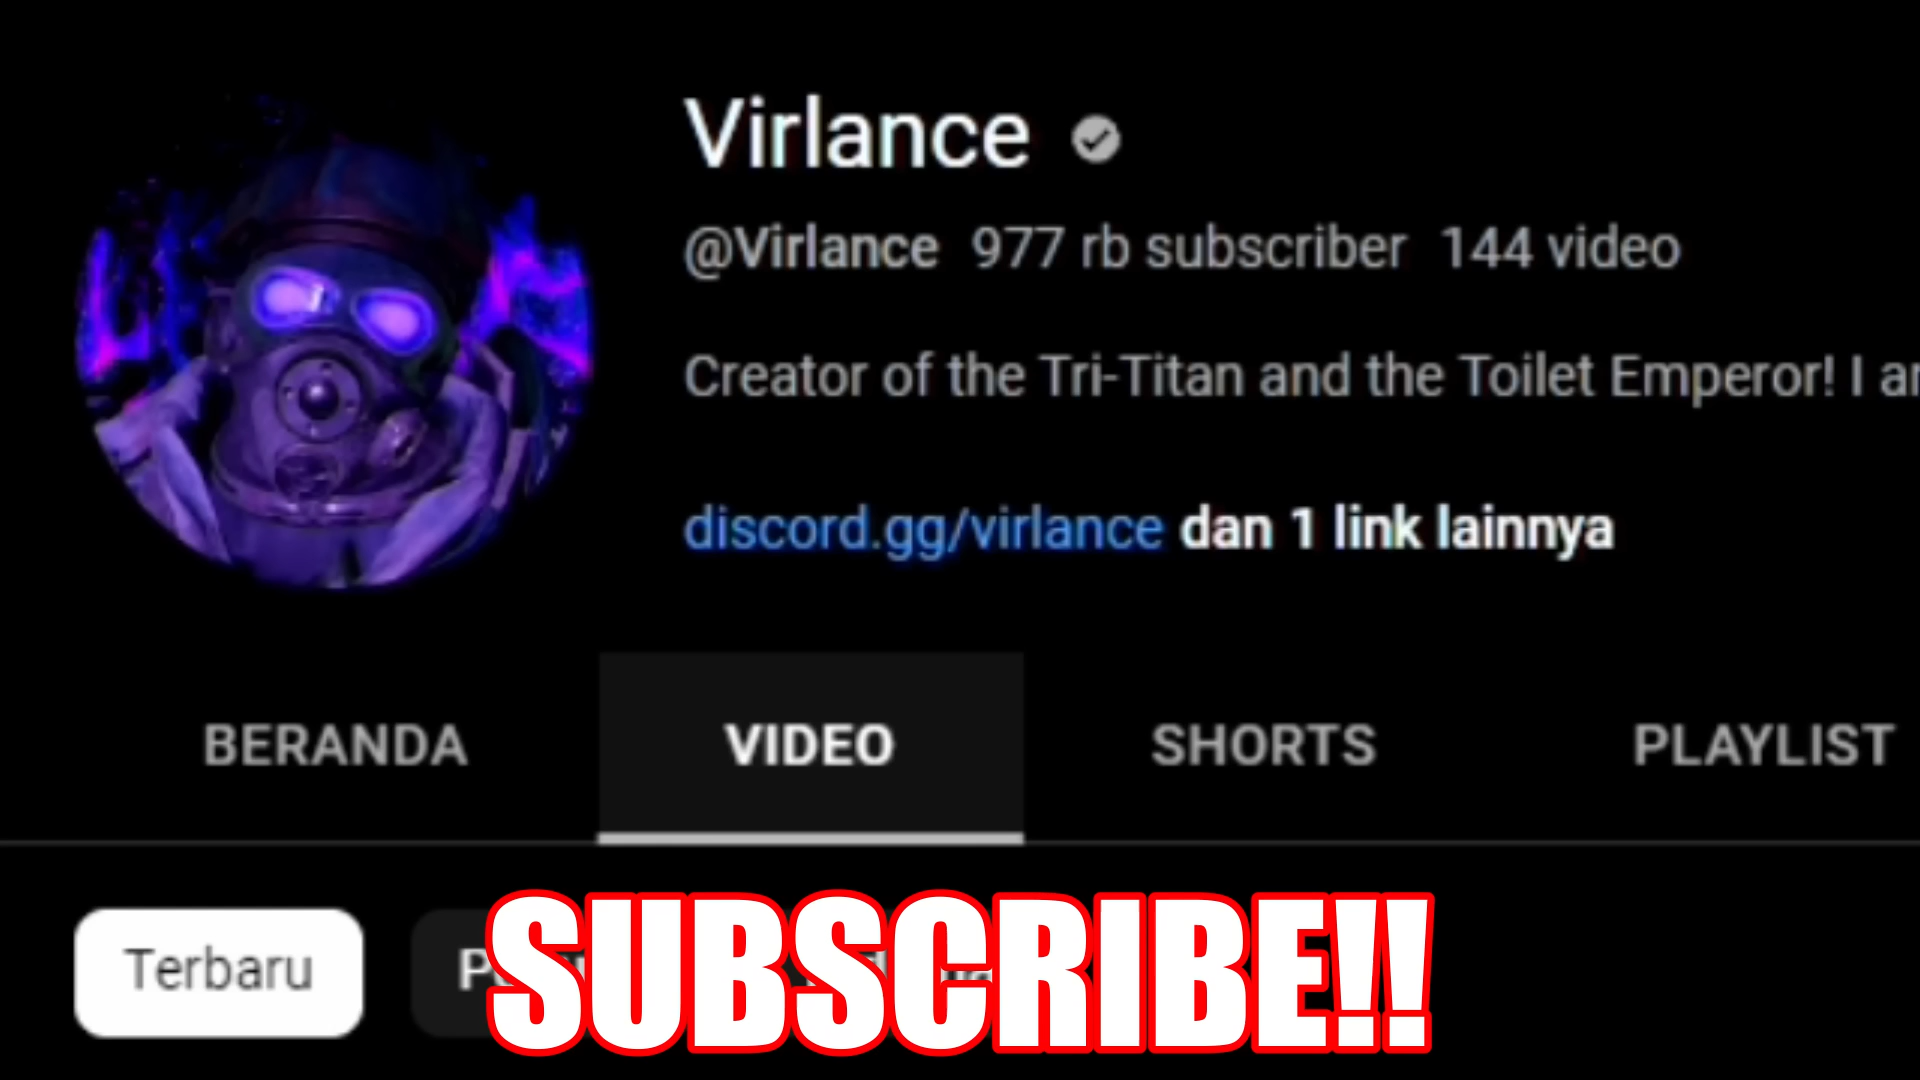 Virlance
@Virlance 977 rb subscriber 144 video
Creator of the Tri-Titan and the Toilet Emperor! I
discord.gg/virlance dan 1 link lainnya
BERANDA VIDEO SHORTS PLAYLIST
Terbaru
SUBSCRIBE!!